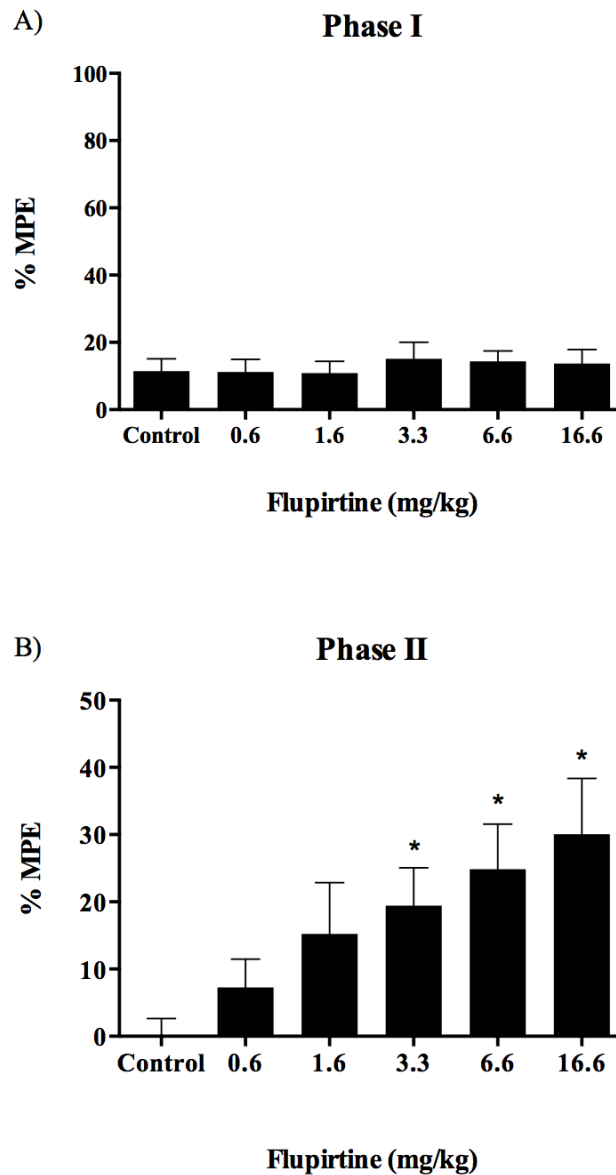 A)
Phase I
% MPE
100
80
60
40
20
0
Control 0.6 1.6 3.3 6.6 16.6
Flupirtine (mg/kg)
B)
Phase II
% MPE
50
40
30
20
10
0
*
*
*
Control 0.6 1.6 3.3 6.6 16.6
Flupirtine (mg/kg)